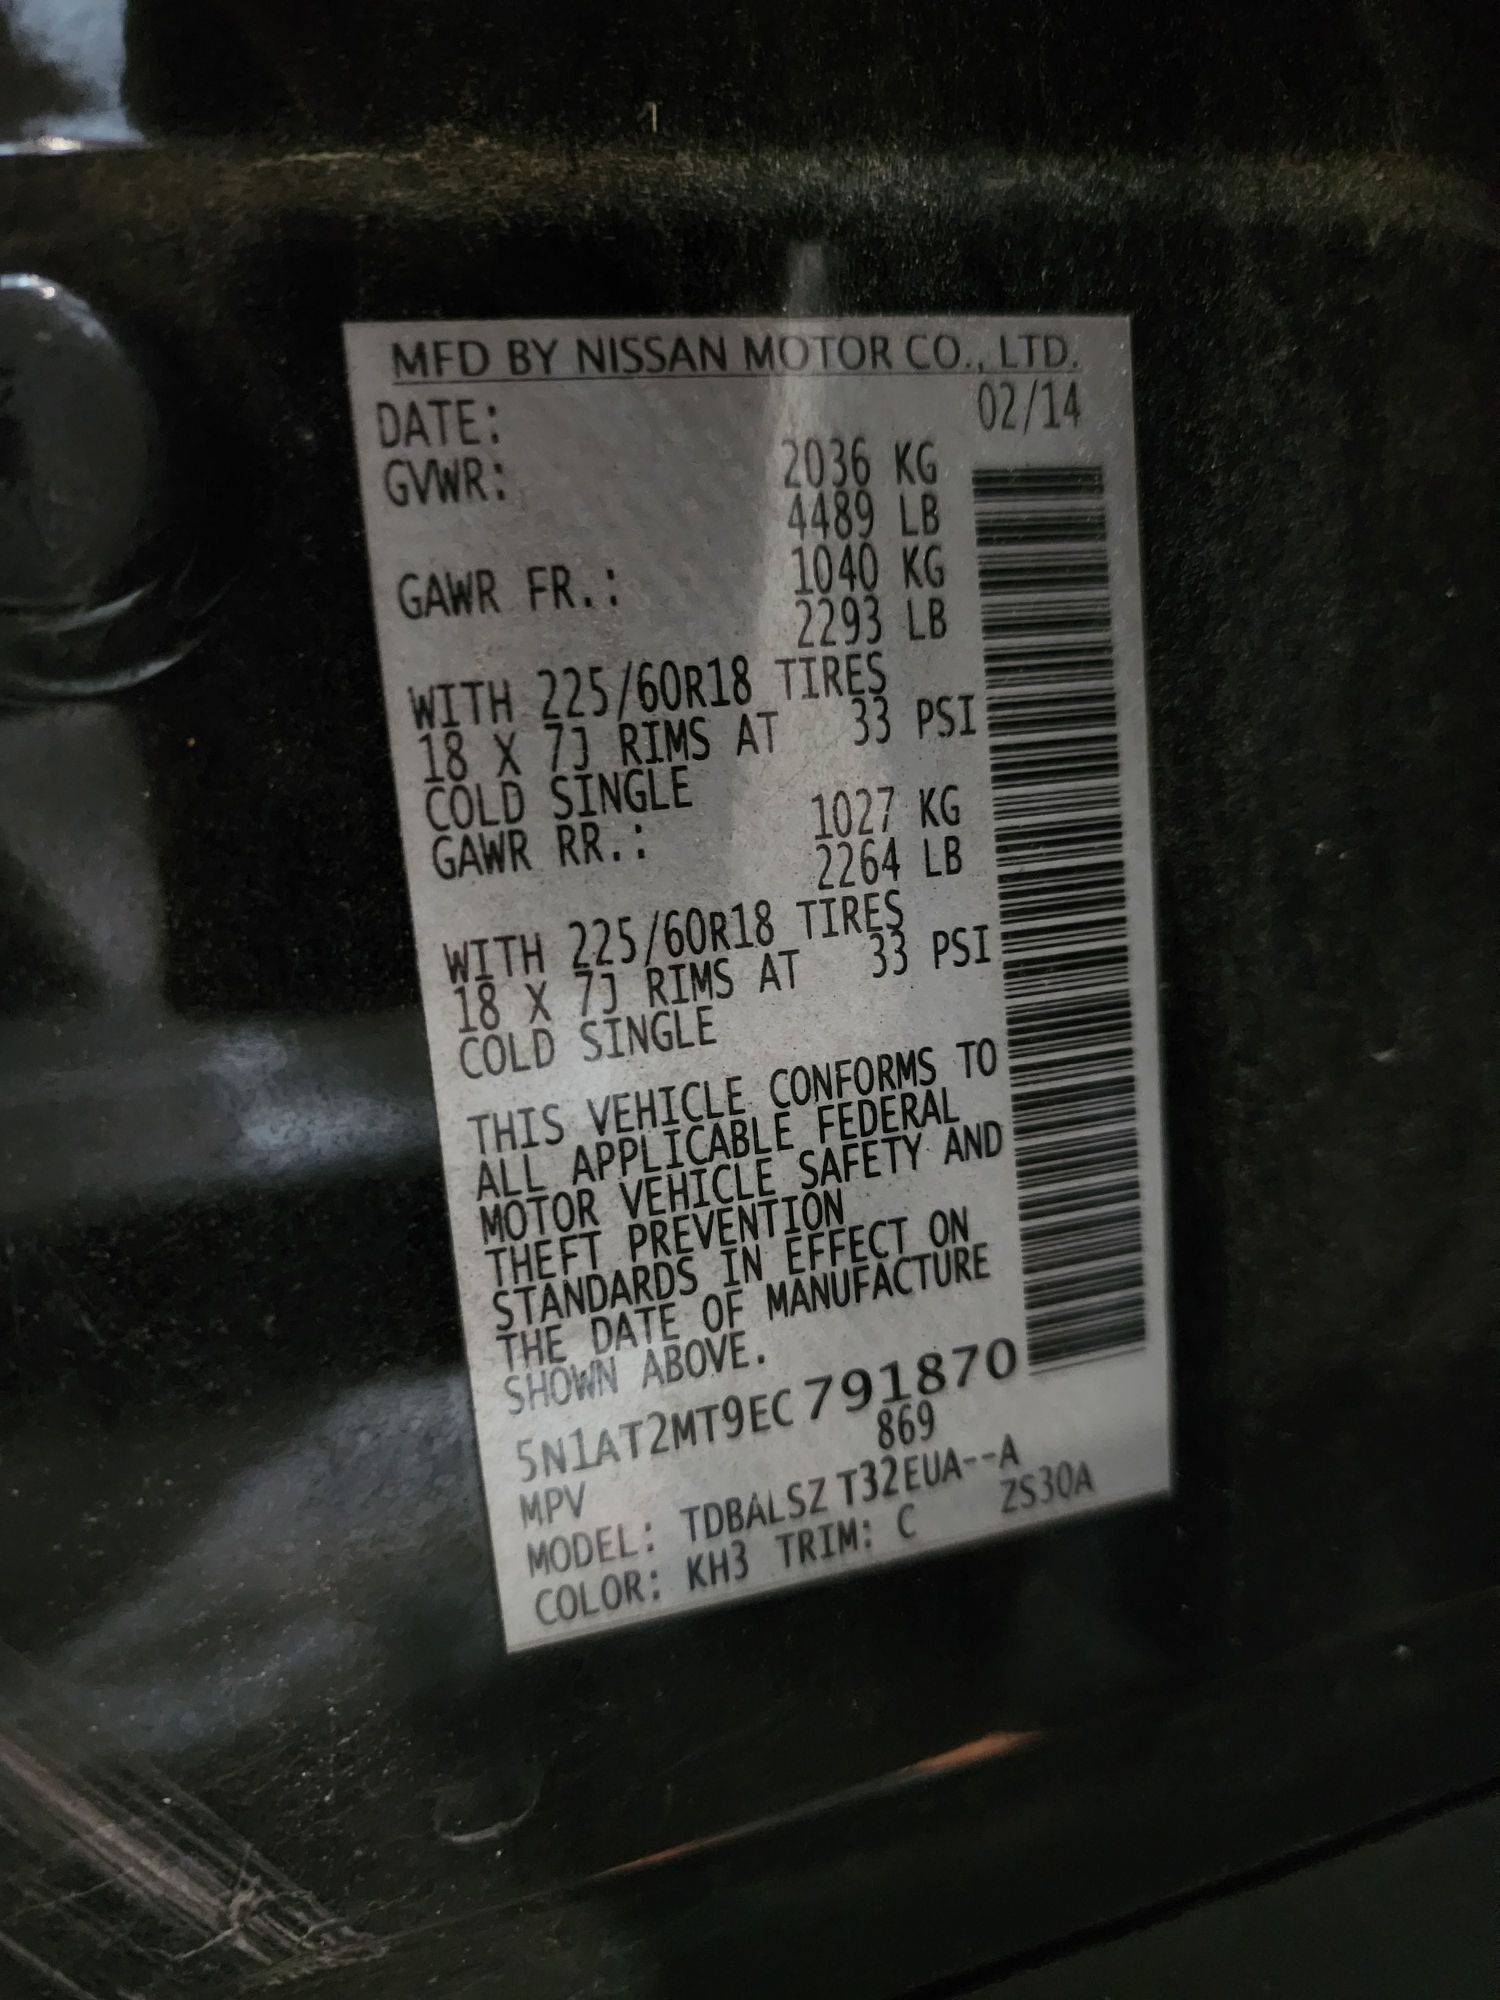 MFD BY NISSAN MOTOR CO., LTD.
DATE: 02/14
GVWR: 2036 KG
4489 LB
GAWR FR.: 1040 KG
2293 LB
WITH 225/60R18 TIRES
18 X 7J RIMS AT 33 PSI
COLD SINGLE
GAWR RR.: 1027 KG
2264 LB
WITH 225/60R18 TIRES
18 X 7J RIMS AT 33 PSI
COLD SINGLE
THIS VEHICLE CONFORMS TO
ALL APPLICABLE FEDERAL
MOTOR VEHICLE SAFETY AND
THEFT PREVENTION
STANDARDS IN EFFECT ON
THE DATE OF MANUFACTURE
SHOWN ABOVE.
5N1AT2MT9EC791870
MPV 869
MODEL: TDBALSZ T32EUA--A
COLOR: KH3 TRIM: C ZS30A